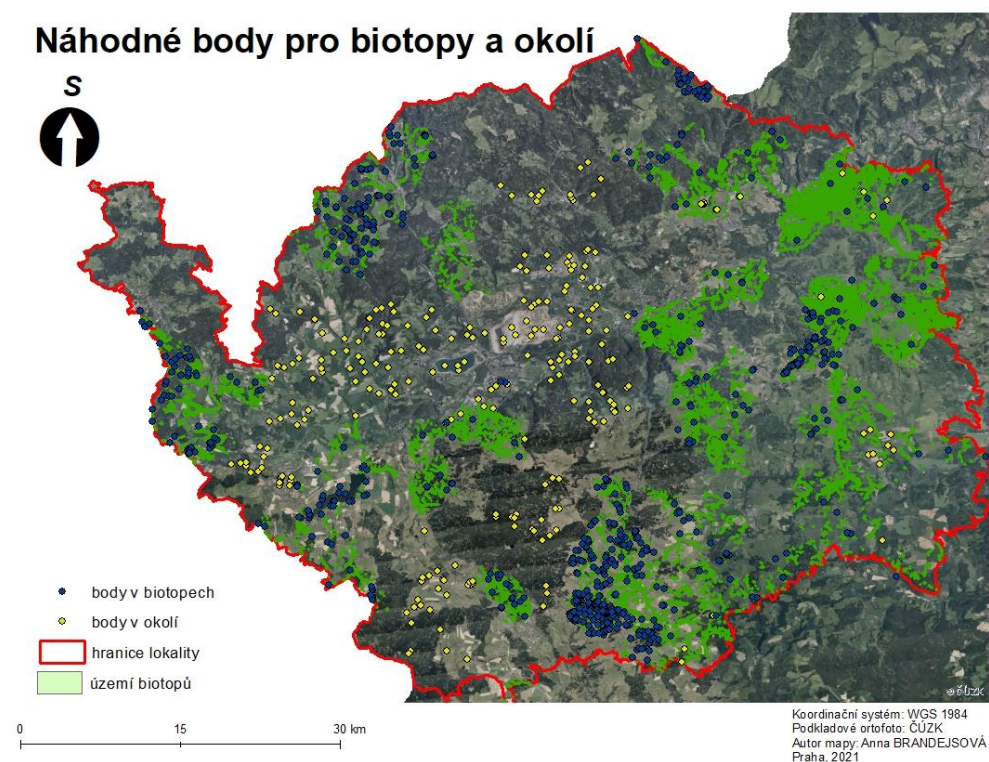 Náhodné body pro biotopy a okolí
S
body v biotopech
body v okolí
hranice lokality
území biotopů
© ČÚZK
0 15 30 km
Koordinační systém: WGS 1984
Podkladové ortofoto: ČÚZK
Autor mapy: Anna BRANDEJSOVÁ
Praha, 2021